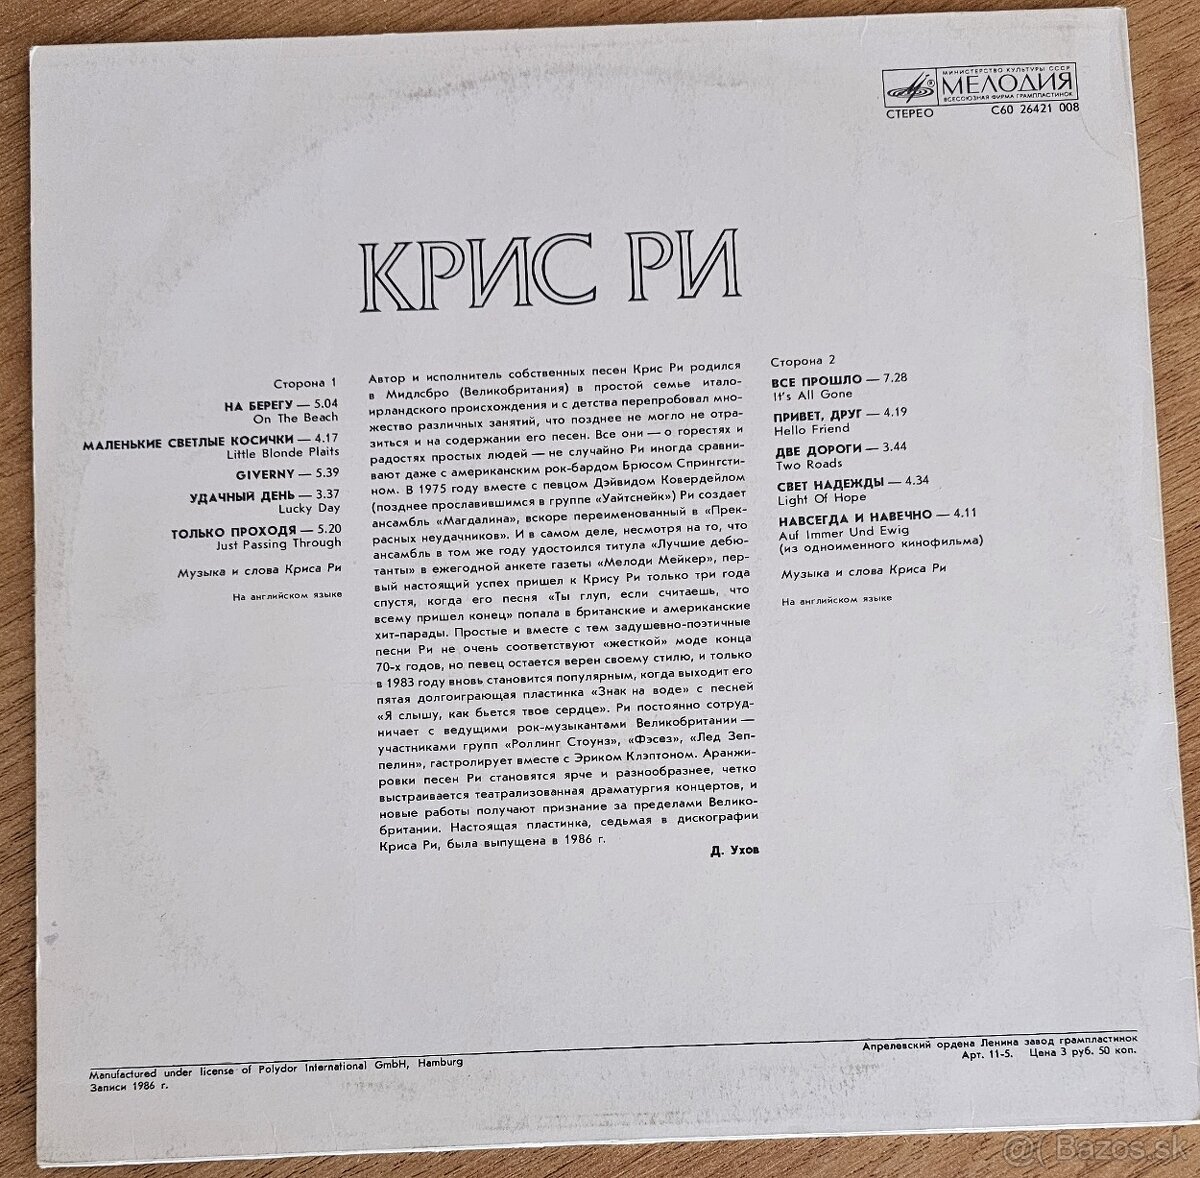 МИНИСТЕРСТВО КУЛЬТУРЫ СССР
МЕЛОДИЯ
ВСЕСОЮЗНАЯ ФИРМА ГРАМПЛАСТИНОК
СТЕРЕО
С60 26421 008
КРИС РИ
Сторона 1
НА БЕРЕГУ — 5.04
On The Beach
МАЛЕНЬКИЕ СВЕТЛЫЕ КОСИЧКИ — 4.17
Little Blonde Plaits
GIVERNY — 5.39
УДАЧНЫЙ ДЕНЬ — 3.37
Lucky Day
ТОЛЬКО ПРОХОДЯ — 5.20
Just Passing Through
Музыка и слова Криса Ри
На английском языке
Автор и исполнитель собственных песен Крис Ри родился
в Мидлсбро (Великобритания) в простой семье итало-
ирландского происхождения и с детства перепробовал мно-
жество различных занятий, что позднее не могло не отра-
зиться и на содержании его песен. Все они — о горестях и
радостях простых людей — не случайно Ри иногда сравни-
вают даже с американским рок-бардом Брюсом Спрингсти-
ном. В 1975 году вместе с певцом Дэйвидом Ковердейлом
(позднее прославившимся в группе «Уайтснейк») Ри создает
ансамбль «Магдалина», вскоре переименованный в «Прек-
расных неудачников». И в самом деле, несмотря на то, что
ансамбль в том же году удостоился титула «Лучшие дебю-
танты» в ежегодной анкете газеты «Мелоди Мейкер», пер-
вый настоящий успех пришел к Крису Ри только три года
спустя, когда его песня «Ты глуп, если считаешь, что
всему пришел конец» попала в британские и американские
хит-парады. Простые и вместе с тем задушевно-поэтичные
песни Ри не очень соответствуют «жесткой» моде конца
70-х годов, но певец остается верен своему стилю, и только
в 1983 году вновь становится популярным, когда выходит его
пятая долгоиграющая пластинка «Знак на воде» с песней
«Я слышу, как бьется твое сердце». Ри постоянно сотруд-
ничает с ведущими рок-музыкантами Великобритании —
участниками групп «Роллинг Стоунз», «Фэсез», «Лед Зеп-
пелин», гастролирует вместе с Эриком Клэптоном. Аранжи-
ровки песен Ри становятся ярче и разнообразнее, четко
выстраивается театрализованная драматургия концертов, и
новые работы получают признание за пределами Велико-
британии. Настоящая пластинка, седьмая в дискографии
Криса Ри, была выпущена в 1986 г.
Д. Ухов
Сторона 2
ВСЕ ПРОШЛО — 7.28
It's All Gone
ПРИВЕТ, ДРУГ — 4.19
Hello Friend
ДВЕ ДОРОГИ — 3.44
Two Roads
СВЕТ НАДЕЖДЫ — 4.34
Light Of Hope
НАВСЕГДА И НАВЕЧНО — 4.11
Auf Immer Und Ewig
(из одноименного кинофильма)
Музыка и слова Криса Ри
На английском языке
Manufactured under license of Polydor International GmbH, Hamburg
Записи 1986 г.
Апрелевский ордена Ленина завод грампластинок
Арт. 11-5. Цена 3 руб. 50 коп.
@( Bazos.sk